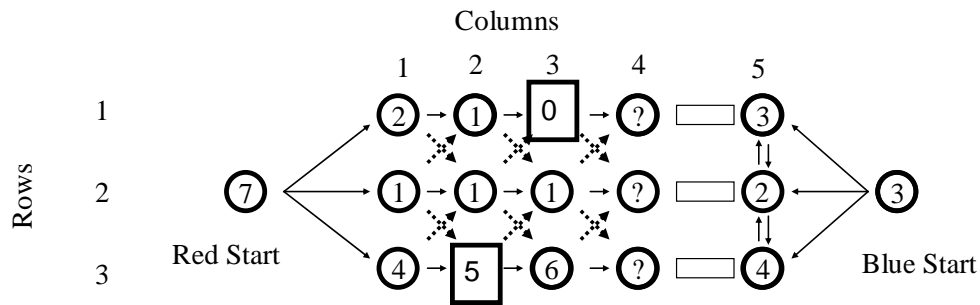 Columns
1 2 3 4 5
1 2 1 0 ? 3
Rows 2 7 1 1 1 ? 2 3
Red Start Blue Start
3 4 5 6 ? 4